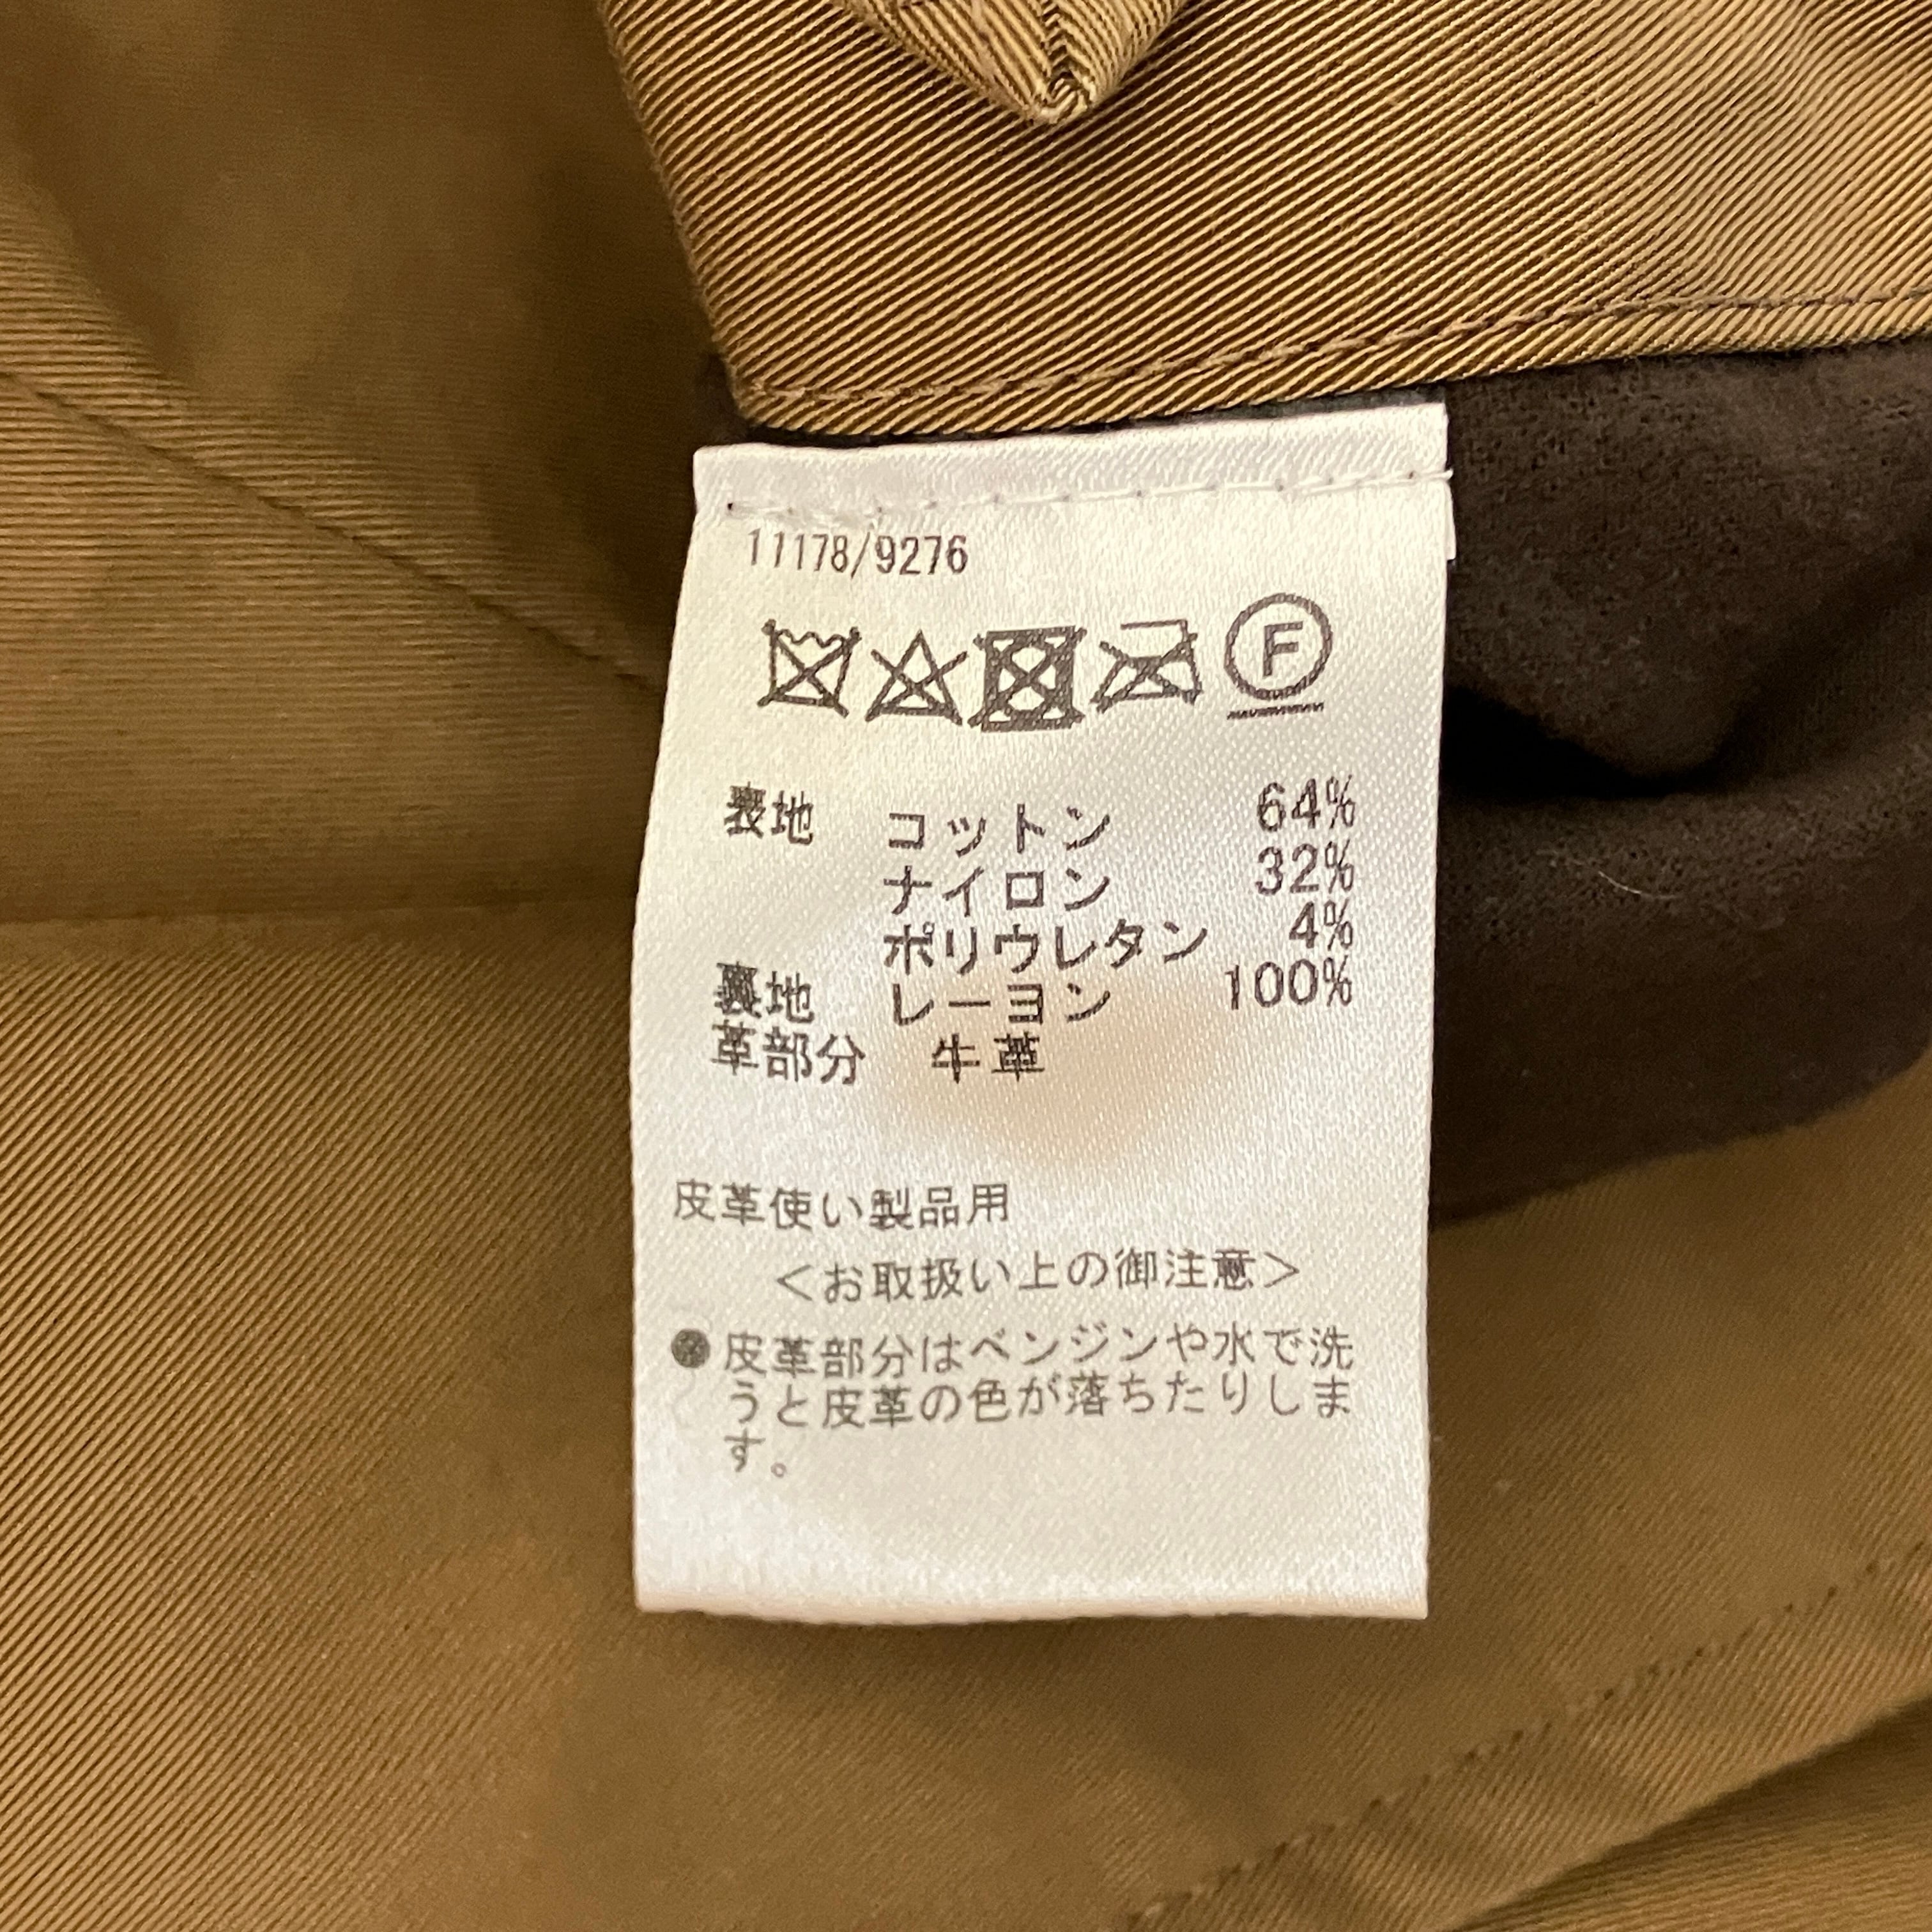 11178/9276
F
表地 コットン 64%
ナイロン 32%
ポリウレタン 4%
裏地 レーヨン 100%
革部分 牛革
皮革使い製品用
＜お取扱い上の御注意＞
●皮革部分はベンジンや水で洗
うと皮革の色が落ちたりしま
す。